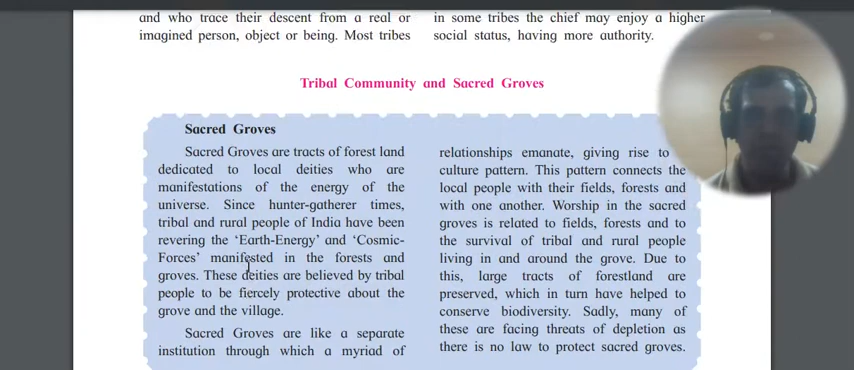 and who trace their descent from a real or
imagined person, object or being. Most tribes
in some tribes the chief may enjoy a higher
social status, having more authority.
Tribal Community and Sacred Groves
Sacred Groves
Sacred Groves are tracts of forest land
dedicated to local deities who are
manifestations of the energy of the
universe. Since hunter-gatherer times,
tribal and rural people of India have been
revering the ‘Earth-Energy’ and ‘Cosmic-
Forces’ manifested in the forests and
groves. These deities are believed by tribal
people to be fiercely protective about the
grove and the village.
Sacred Groves are like a separate
institution through which a myriad of
relationships emanate, giving rise to
culture pattern. This pattern connects the
local people with their fields, forests and
with one another. Worship in the sacred
groves is related to fields, forests and to
the survival of tribal and rural people
living in and around the grove. Due to
this, large tracts of forestland are
preserved, which in turn have helped to
conserve biodiversity. Sadly, many of
these are facing threats of depletion as
there is no law to protect sacred groves.